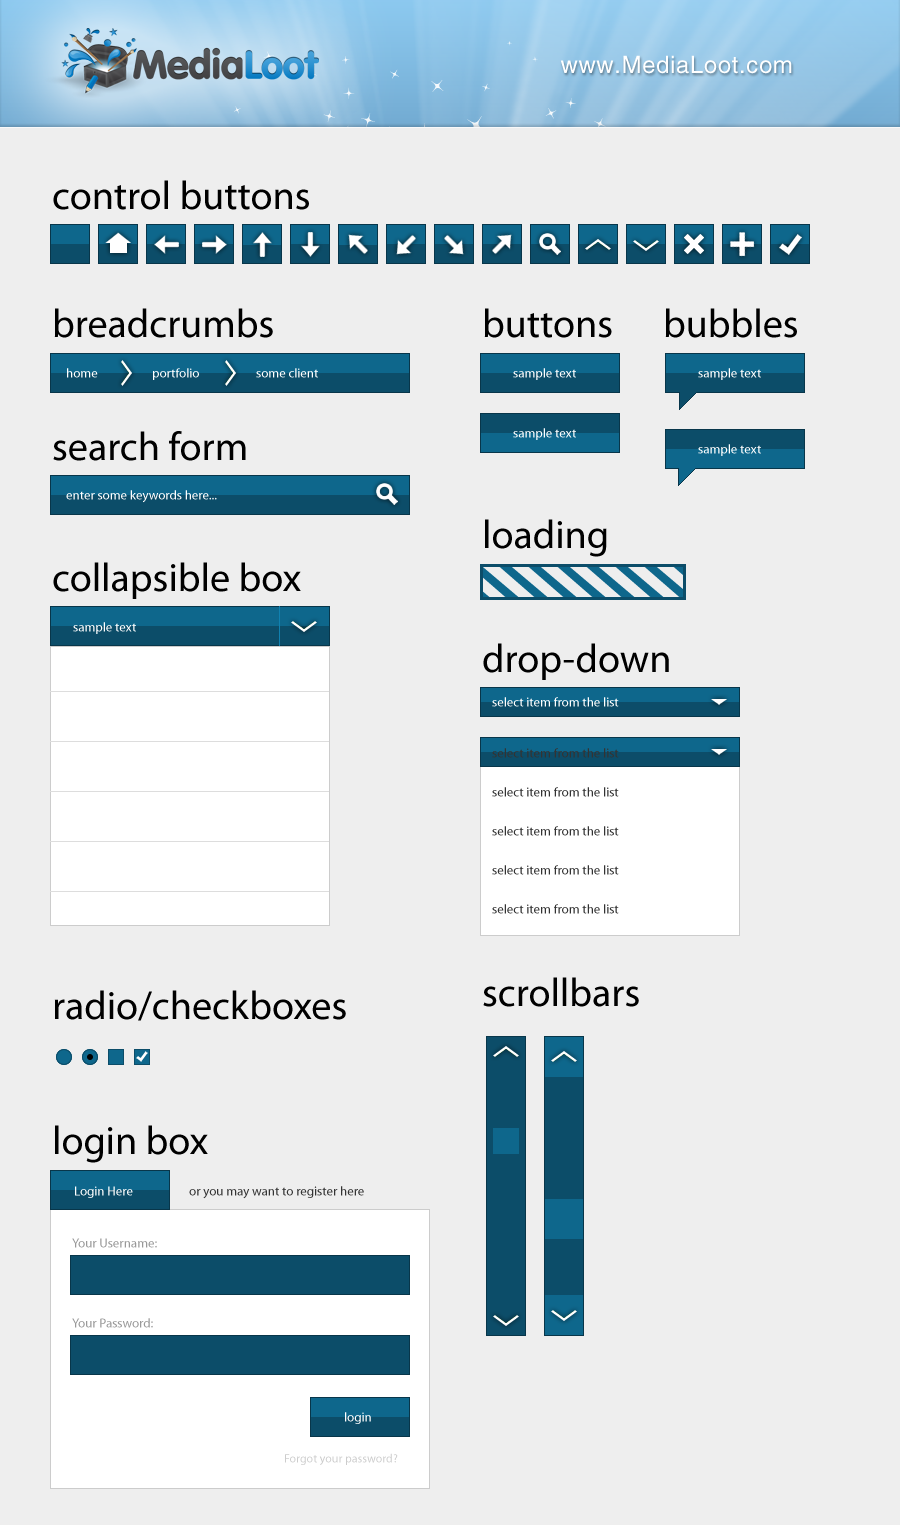 MediaLoot
www.MediaLoot.com
control buttons
breadcrumbs
home
portfolio
some client
buttons
bubbles
sample text
sample text
sample text
sample text
search form
enter some keywords here...
loading
collapsible box
sample text
drop-down
select item from the list
select item from the list
select item from the list
select item from the list
select item from the list
select item from the list
radio/checkboxes
scrollbars
login box
Login Here
or you may want to register here
Your Username:
Your Password:
login
Forgot your password?